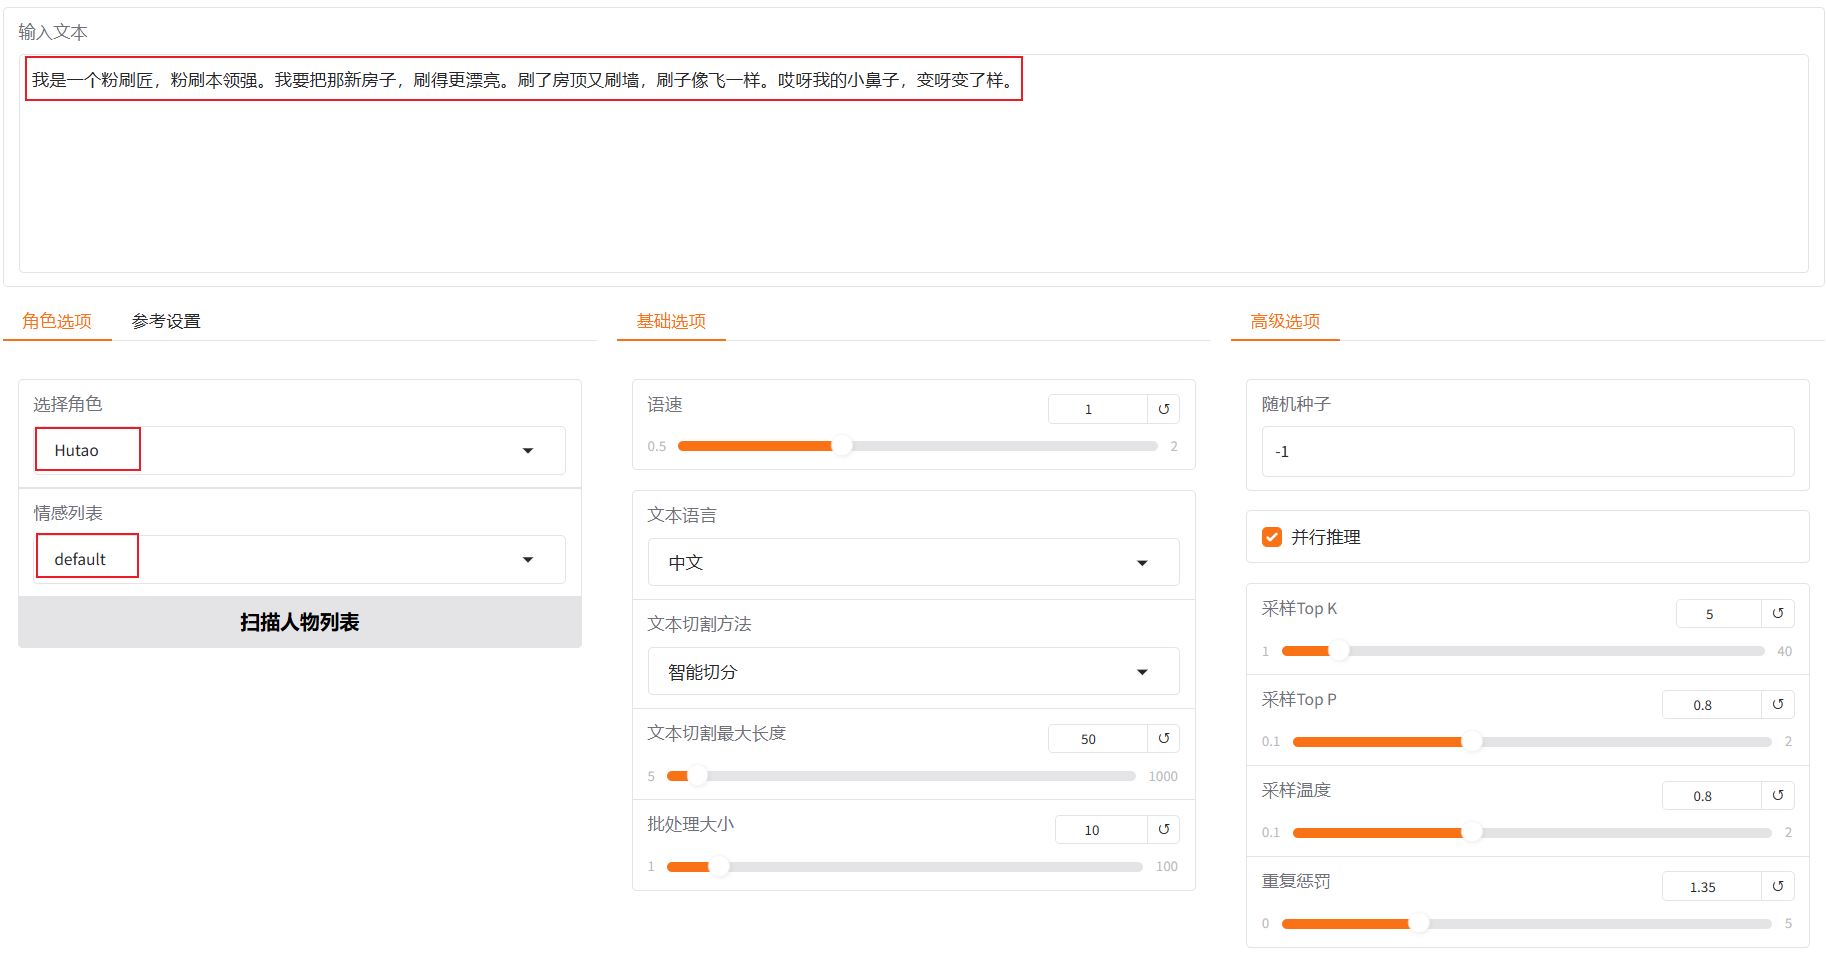 输入文本
我是一个粉刷匠，粉刷本领强。我要把那新房子，刷得更漂亮。刷了房顶又刷墙，刷子像飞一样。哎呀我的小鼻子，变呀变了样。
角色选项 参考设置
选择角色
Hutao
情感列表
default
扫描人物列表
基础选项
语速
1 ↺
0.5 2
文本语言
中文
文本切割方法
智能切分
文本切割最大长度
50 ↺
5 1000
批处理大小
10 ↺
1 100
高级选项
随机种子
-1
并行推理
采样Top K
5 ↺
1 40
采样Top P
0.8 ↺
0.1 2
采样温度
0.8 ↺
0.1 2
重复惩罚
1.35 ↺
0 5